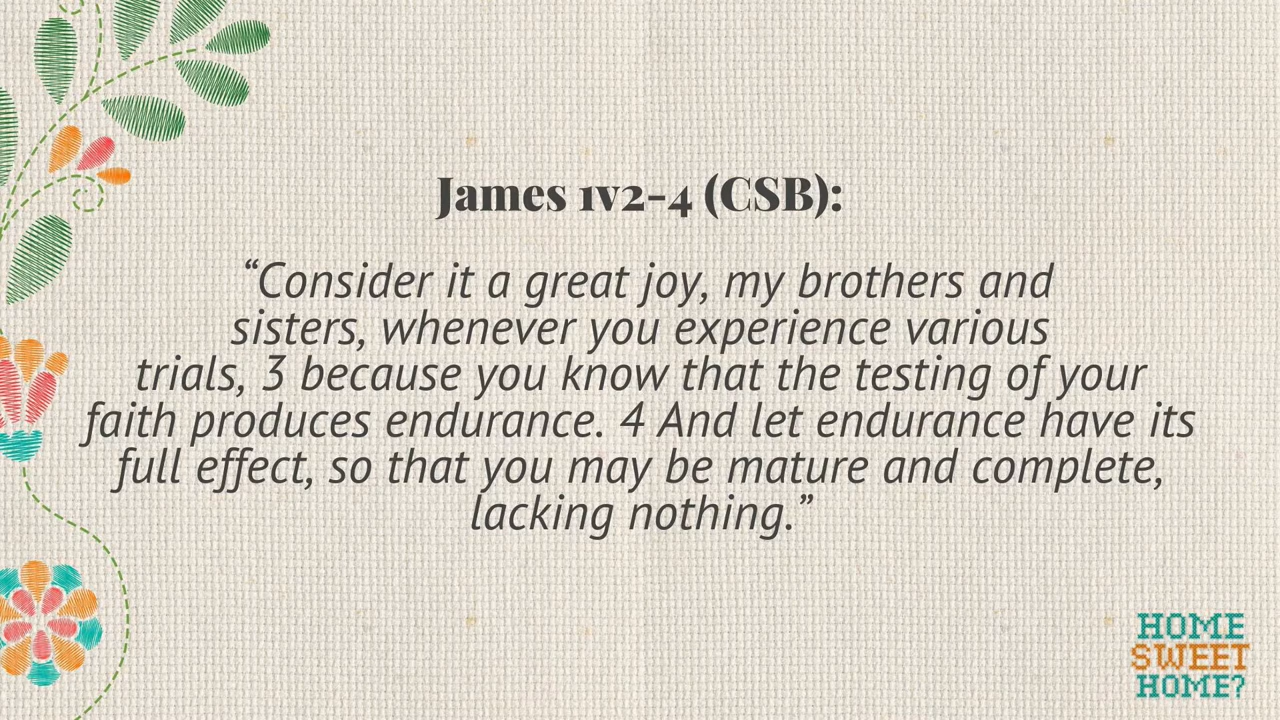 James 1v2-4 (CSB):
“Consider it a great joy, my brothers and
sisters, whenever you experience various
trials, 3 because you know that the testing of your
faith produces endurance. 4 And let endurance have its
full effect, so that you may be mature and complete,
lacking nothing.”
HOME
SWEET
HOME?